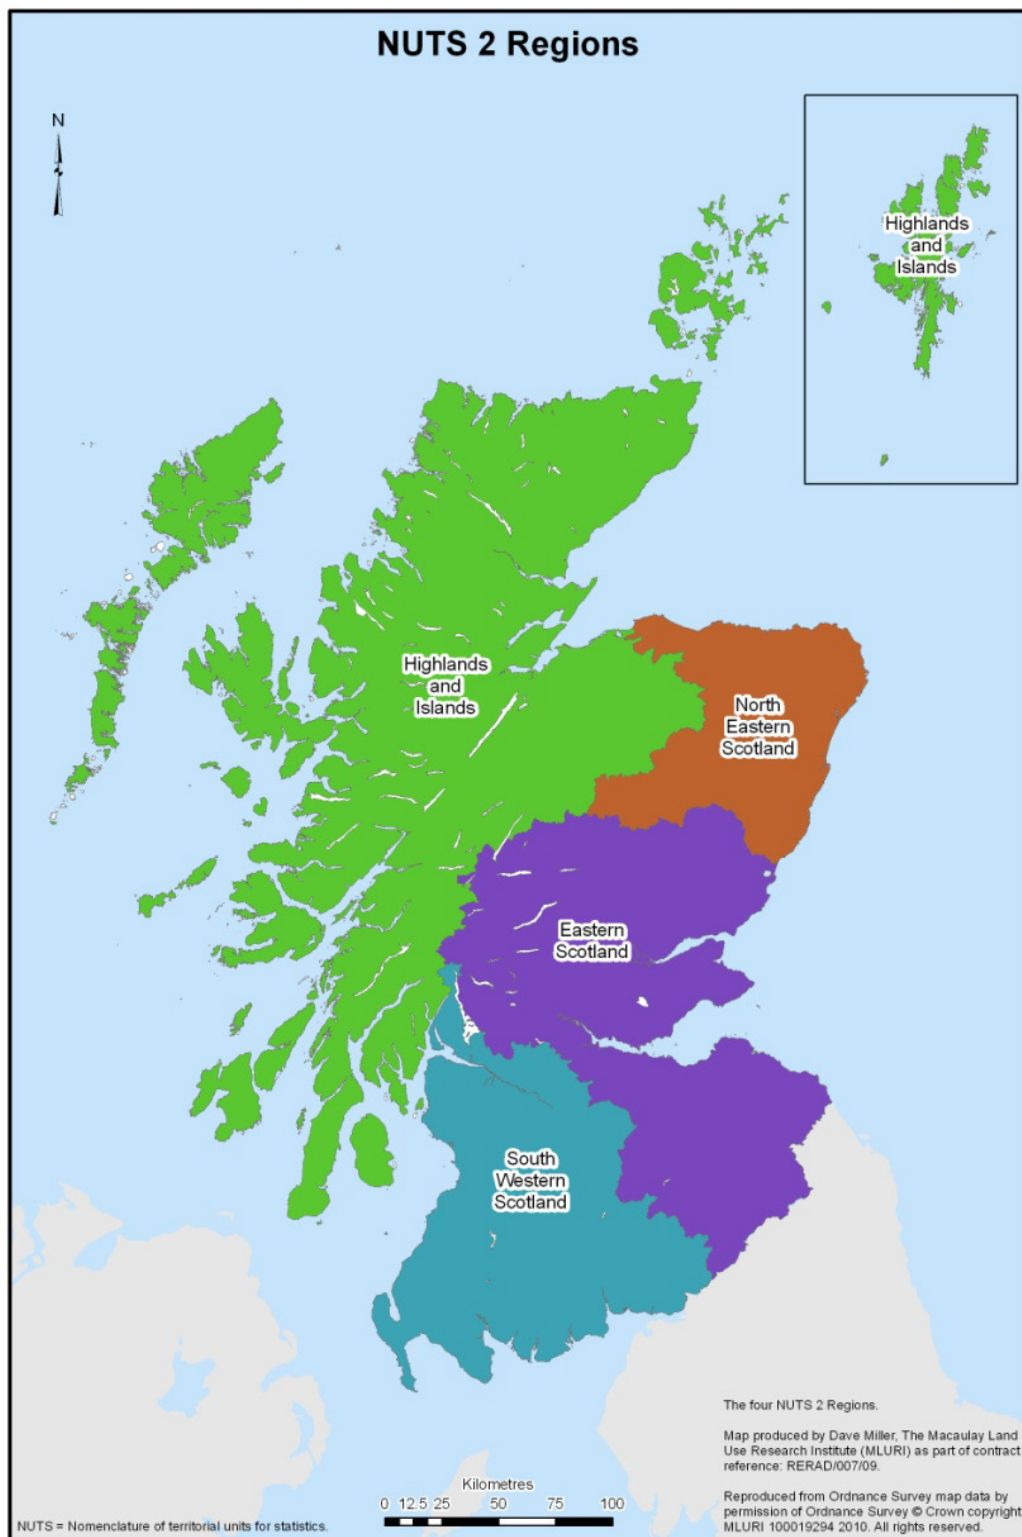 NUTS 2 Regions
N
Highlands
and
Islands
Highlands
and
Islands
North
Eastern
Scotland
Eastern
Scotland
South
Western
Scotland
The four NUTS 2 Regions.
Map produced by Dave Miller, The Macaulay Land
Use Research Institute (MLURI) as part of contract
reference: RERAD/007/09.
Kilometres
0 12.5 25 50 75 100
Reproduced from Ordnance Survey map data by
permission of Ordnance Survey © Crown copyright
MLURI 100019294 2010. All rights reserved.
NUTS = Nomenclature of territorial units for statistics.